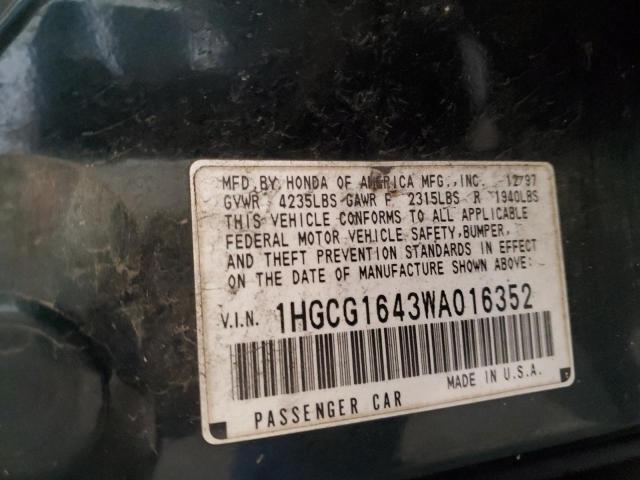 MFD. BY HONDA OF AMERICA MFG., INC. 12/97
GVWR 4235LBS GAWR F 2315LBS R 1940LBS
THIS VEHICLE CONFORMS TO ALL APPLICABLE
FEDERAL MOTOR VEHICLE SAFETY, BUMPER,
AND THEFT PREVENTION STANDARDS IN EFFECT
ON THE DATE OF MANUFACTURE SHOWN ABOVE.
V.I.N. 1HGCG1643WA016352
PASSENGER CAR MADE IN U.S.A.